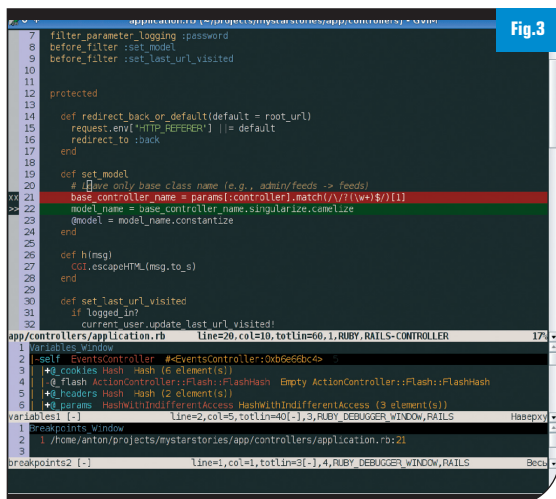 application.rb (~/projects/mystarstories/app/controllers) - GVIM
Fig.3
7 filter_parameter_logging :password
8 before_filter :set_model
9 before_filter :set_last_url_visited
10
11
12 protected
13
14 def redirect_back_or_default(default = root_url)
15 request.env["HTTP_REFERER"] ||= default
16 redirect_to :back
17 end
18
19 def set_model
20 # Leave only base class name (e.g., admin/feeds -> feeds)
xx 21 base_controller_name = params[:controller].match(/\/?(\w+)$/)[1]
>> 22 model_name = base_controller_name.singularize.camelize
23 @model = model_name.constantize
24 end
25
26 def h(msg)
27 CGI.escapeHTML(msg.to_s)
28 end
29
30 def set_last_url_visited
31 if logged_in?
32 current_user.update_last_url_visited!
app/controllers/application.rb line=20,col=10,totlin=60,1,RUBY,RAILS-CONTROLLER 17%
1 Variables_Window
2 |-self EventsController #<EventsController:0xb6e66bc4> 5
3 | |+@_cookies Hash Hash (6 element(s))
4 | |-@_flash ActionController::Flash::FlashHash Empty ActionController::Flash::FlashHash
5 | |+@_headers Hash Hash (2 element(s))
6 | |+@_params HashWithIndifferentAccess HashWithIndifferentAccess (3 element(s))
variables1 [-] line=2,col=5,totlin=40[-],3,RUBY_DEBUGGER_WINDOW,RAILS Наверху
1 Breakpoints_Window
2 1 /home/anton/projects/mystarstories/app/controllers/application.rb:21
3
breakpoints2 [-] line=1,col=1,totlin=3[-],4,RUBY_DEBUGGER_WINDOW,RAILS Весь